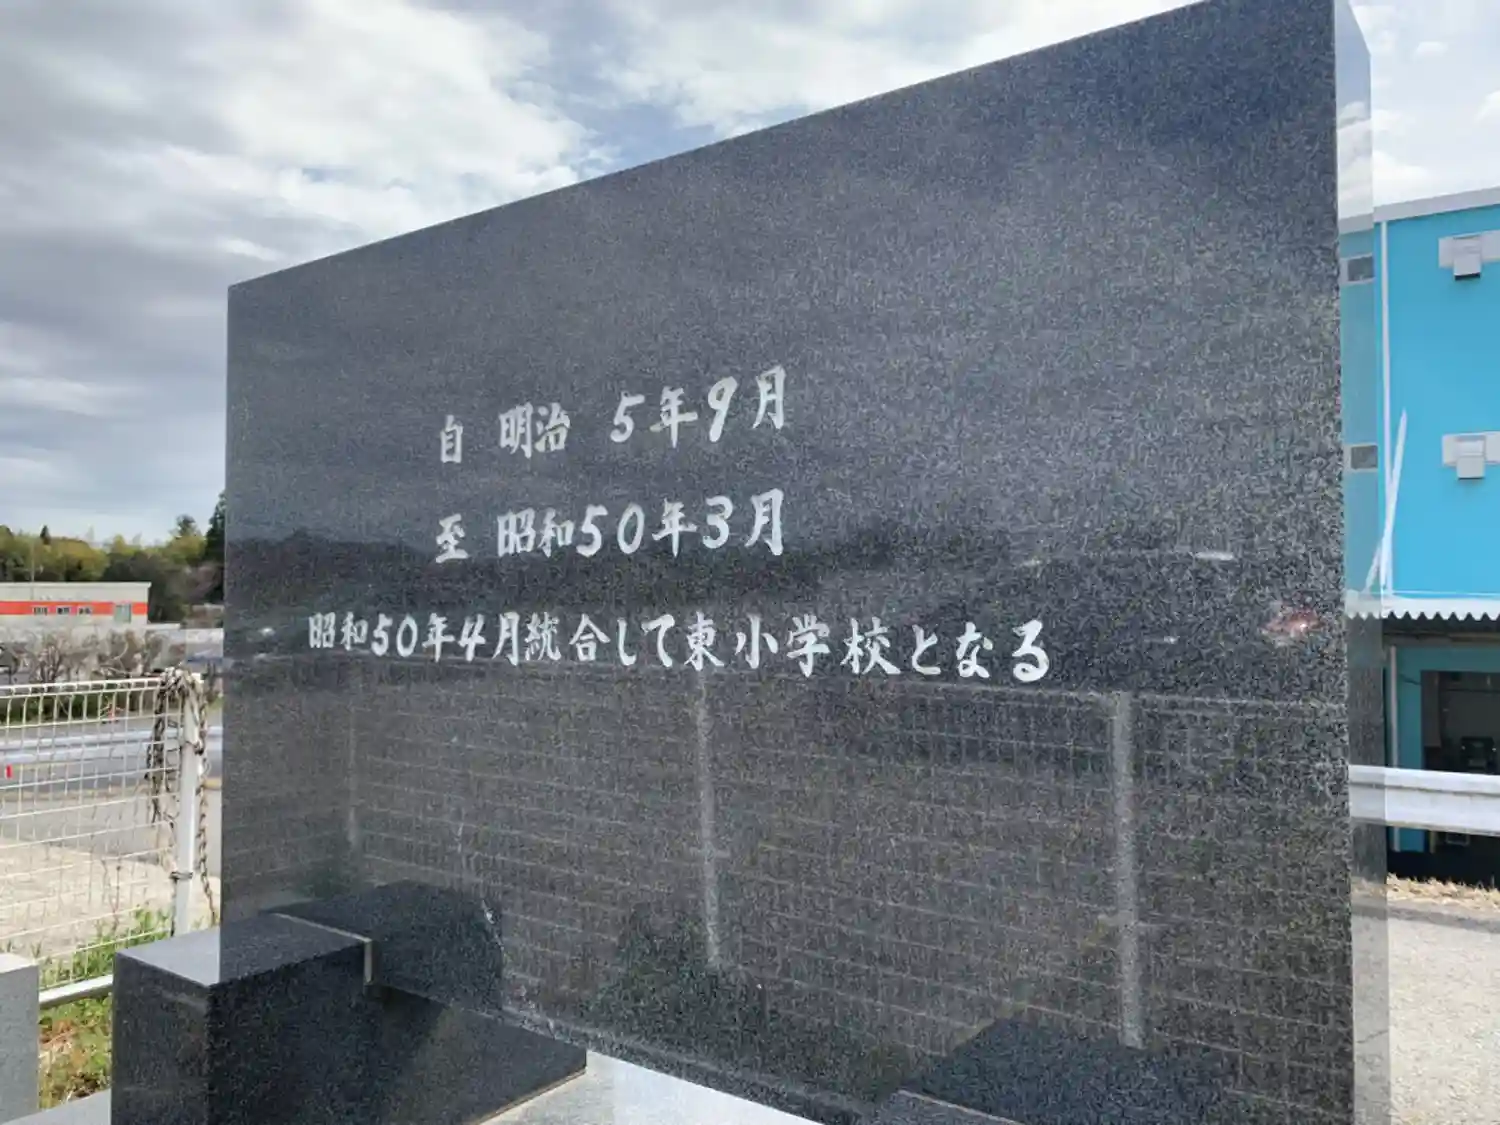 自 明治 5年9月
至 昭和50年3月
昭和50年4月統合して東小学校となる